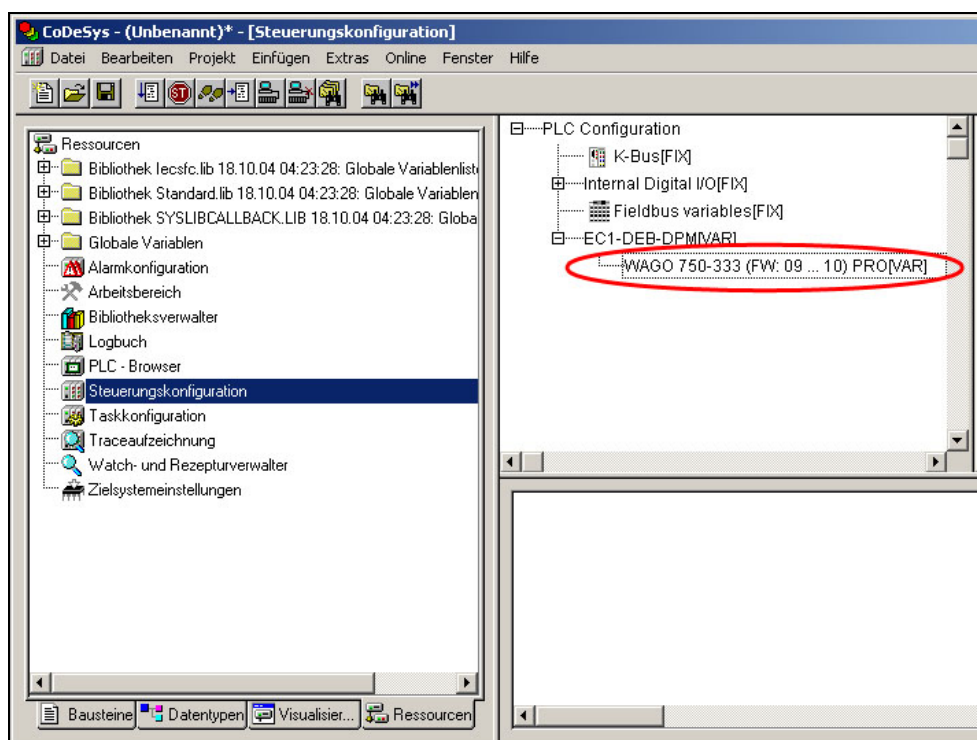 CoDeSys - (Unbenannt)* - [Steuerungskonfiguration]
Datei Bearbeiten Projekt Einfügen Extras Online Fenster Hilfe
Ressourcen
Bibliothek Iecsfc.lib 18.10.04 04:23:28: Globale Variablenlist
Bibliothek Standard.lib 18.10.04 04:23:28: Globale Variablen
Bibliothek SYSLIBCALLBACK.LIB 18.10.04 04:23:28: Globa
Globale Variablen
Alarmkonfiguration
Arbeitsbereich
Bibliotheksverwalter
Logbuch
PLC - Browser
Steuerungskonfiguration
Taskkonfiguration
Traceaufzeichnung
Watch- und Rezepturverwalter
Zielsystemeinstellungen
Bausteine Datentypen Visualisier... Ressourcen
PLC Configuration
K-Bus[FIX]
Internal Digital I/O[FIX]
Fieldbus variables[FIX]
EC1-DEB-DPM[VAR]
WAGO 750-333 (FW: 09 ... 10) PRO[VAR]